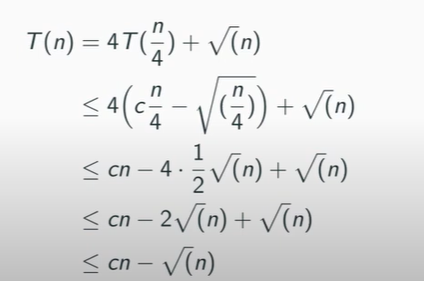 T(n) = 4T(n/4) + √(n)
≤ 4(c n/4 − √(n/4)) + √(n)
≤ cn − 4 · 1/2 √(n) + √(n)
≤ cn − 2√(n) + √(n)
≤ cn − √(n)